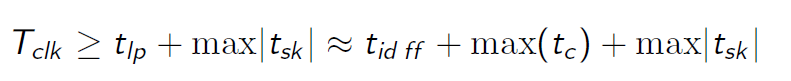 T_clk ≥ t_lp + max|t_sk| ≈ t_id ff + max(t_c) + max|t_sk|